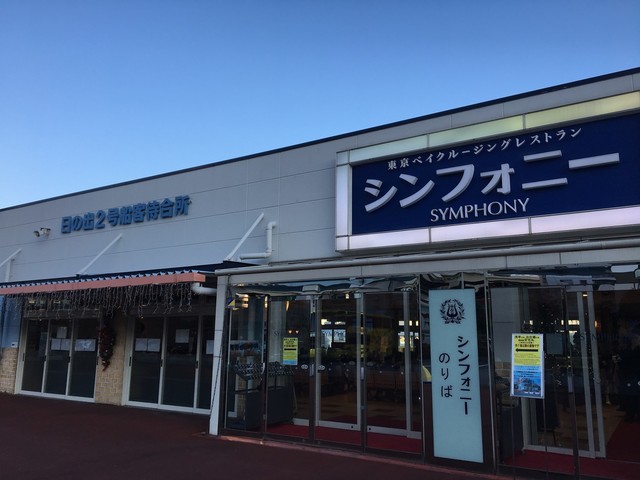 東京ベイクルージングレストラン
シンフォニー
SYMPHONY
日の出2号船客待合所
シンフォニー
のりば